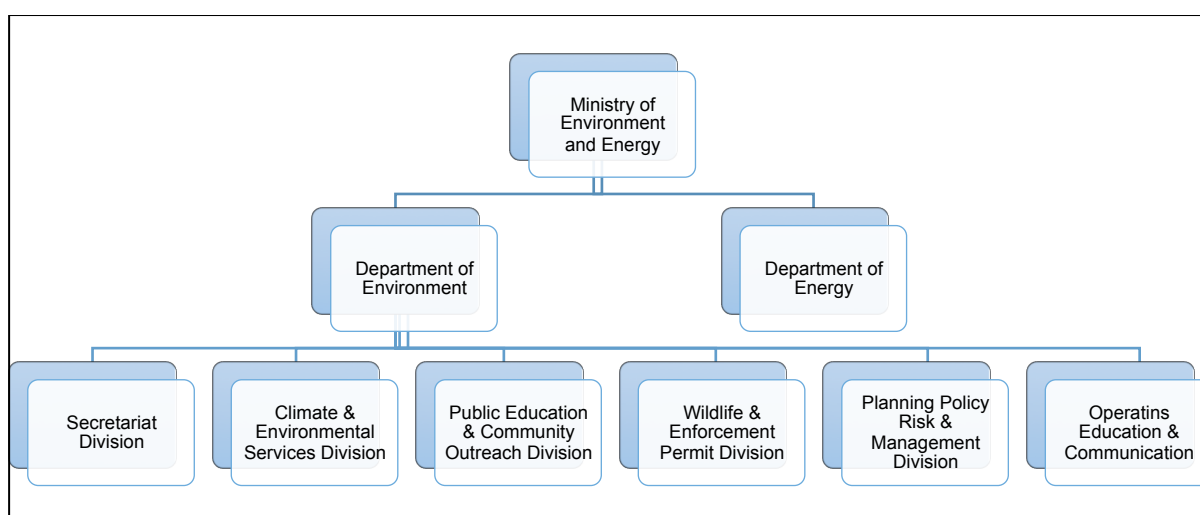 Ministry of
Environment
and Energy
Department of
Environment
Department of
Energy
Secretariat
Division
Climate &
Environmental
Services Division
Public Education
& Community
Outreach Division
Wildlife &
Enforcement
Permit Division
Planning Policy
Risk &
Management
Division
Operatins
Education &
Communication